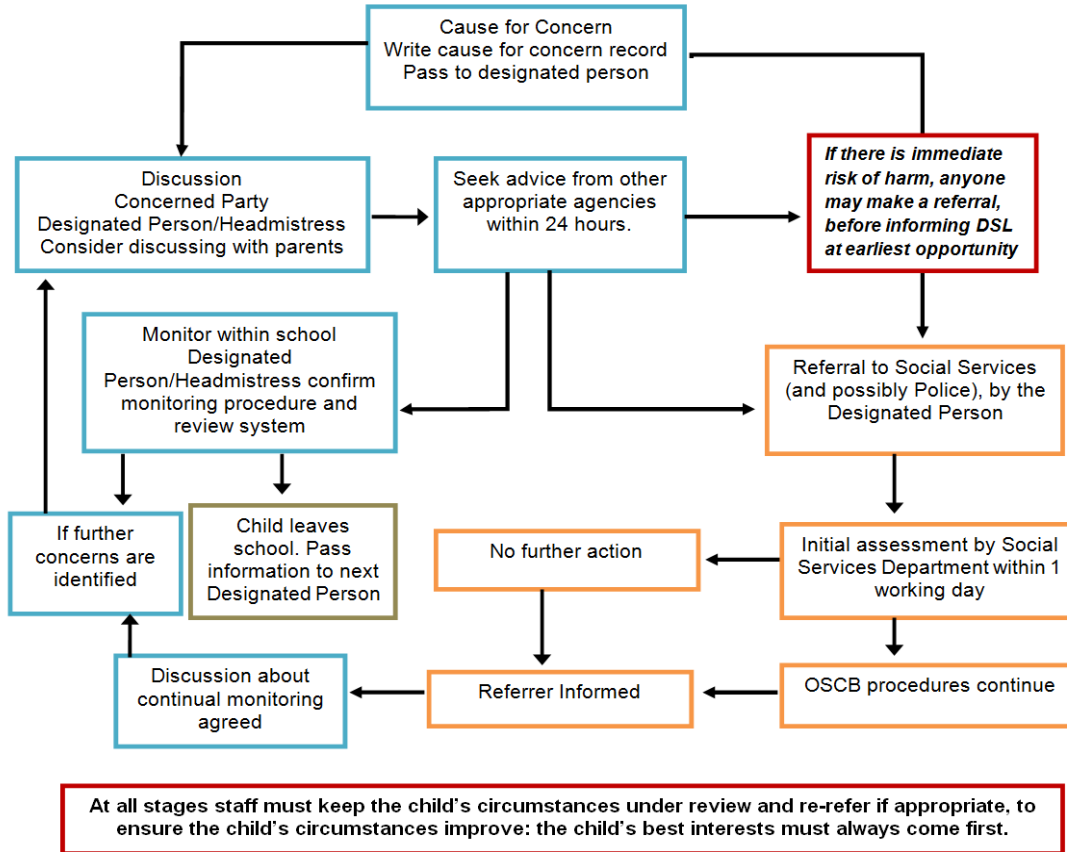 Cause for Concern
Write cause for concern record
Pass to designated person
If there is immediate
risk of harm, anyone
may make a referral,
before informing DSL
at earliest opportunity
Discussion
Concerned Party
Designated Person/Headmistress
Consider discussing with parents
Seek advice from other
appropriate agencies
within 24 hours.
Monitor within school
Designated
Person/Headmistress confirm
monitoring procedure and
review system
Referral to Social Services
(and possibly Police), by the
Designated Person
If further
concerns are
identified
Child leaves
school. Pass
information to next
Designated Person
No further action
Initial assessment by Social
Services Department within 1
working day
Discussion about
continual monitoring
agreed
Referrer Informed
OSCB procedures continue
At all stages staff must keep the child's circumstances under review and re-refer if appropriate, to
ensure the child's circumstances improve: the child's best interests must always come first.